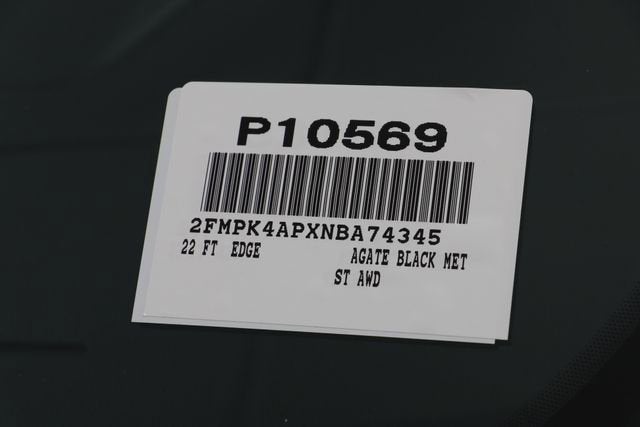 P10569
2FMPK4APXNBA74345
22 FT EDGE AGATE BLACK MET
ST AWD